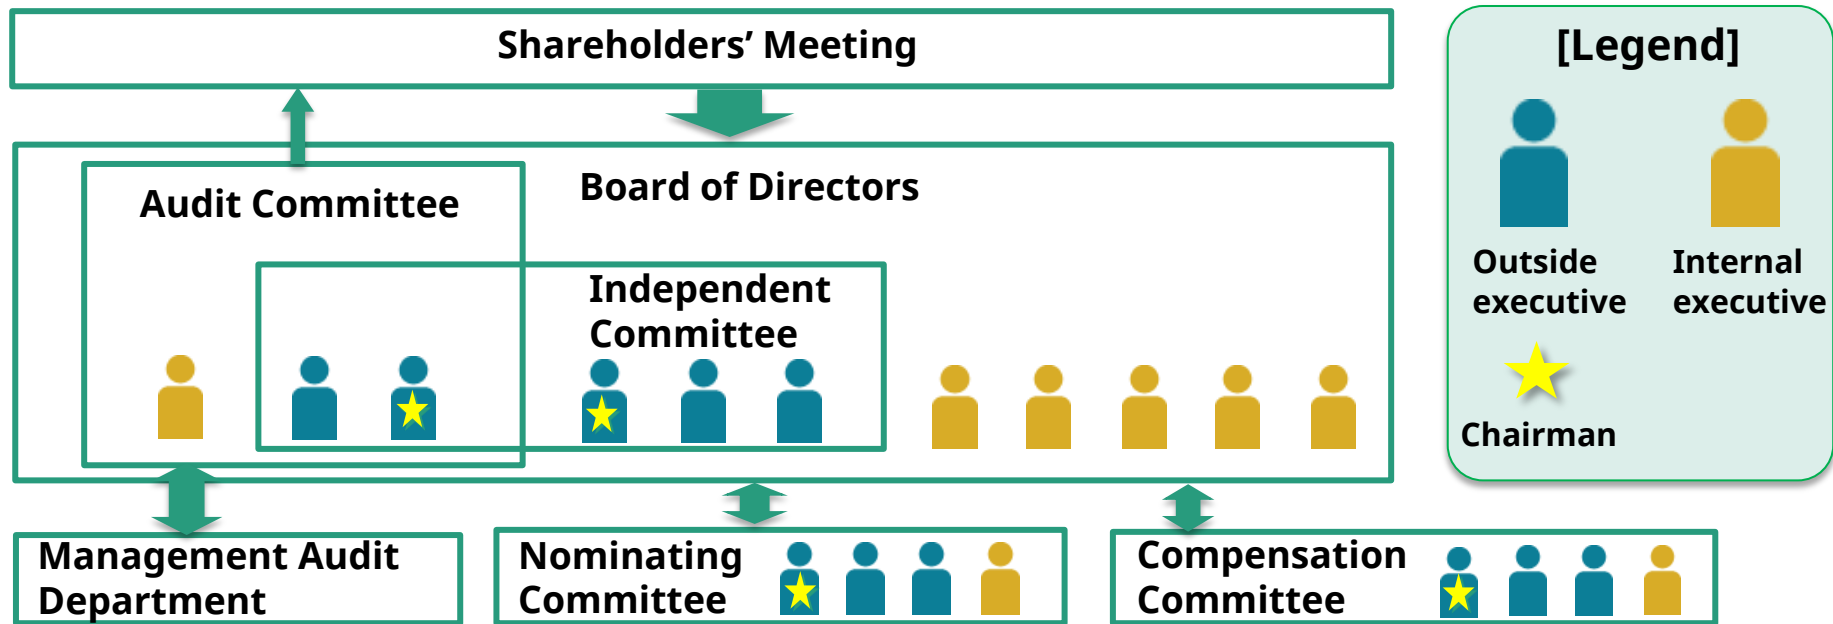 Shareholders’ Meeting
Audit Committee
Board of Directors
Independent
Committee
Management Audit
Department
Nominating
Committee
Compensation
Committee
[Legend]
Outside
executive
Internal
executive
Chairman